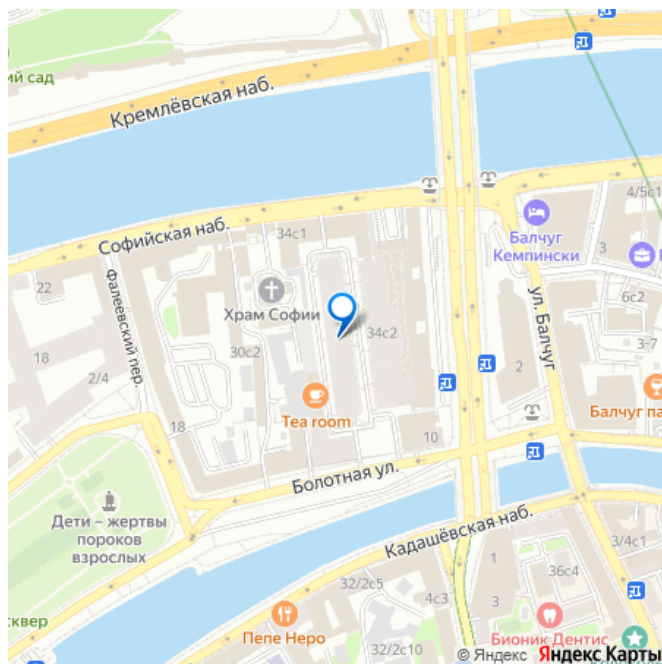 ий сад
Кремлёвская наб.
4/5с1
Софийская наб.
34с1
Балчуг
Кемпински
3
22
Фалеевский пер.
Храм Софии
ул. Балчуг
6с2
18
30с2
34с2
3-7
2/4
2
Tea room
Балчуг па
18
10
Болотная ул.
Дети – жертвы
пороков
взрослых
Кадашёвская наб.
3/4с1
1
36с4
32/2с5
4с3
3
сквер
Пепе Неро
Бионик Дентис
32/2с10
© Яндекс Яндекс Карты